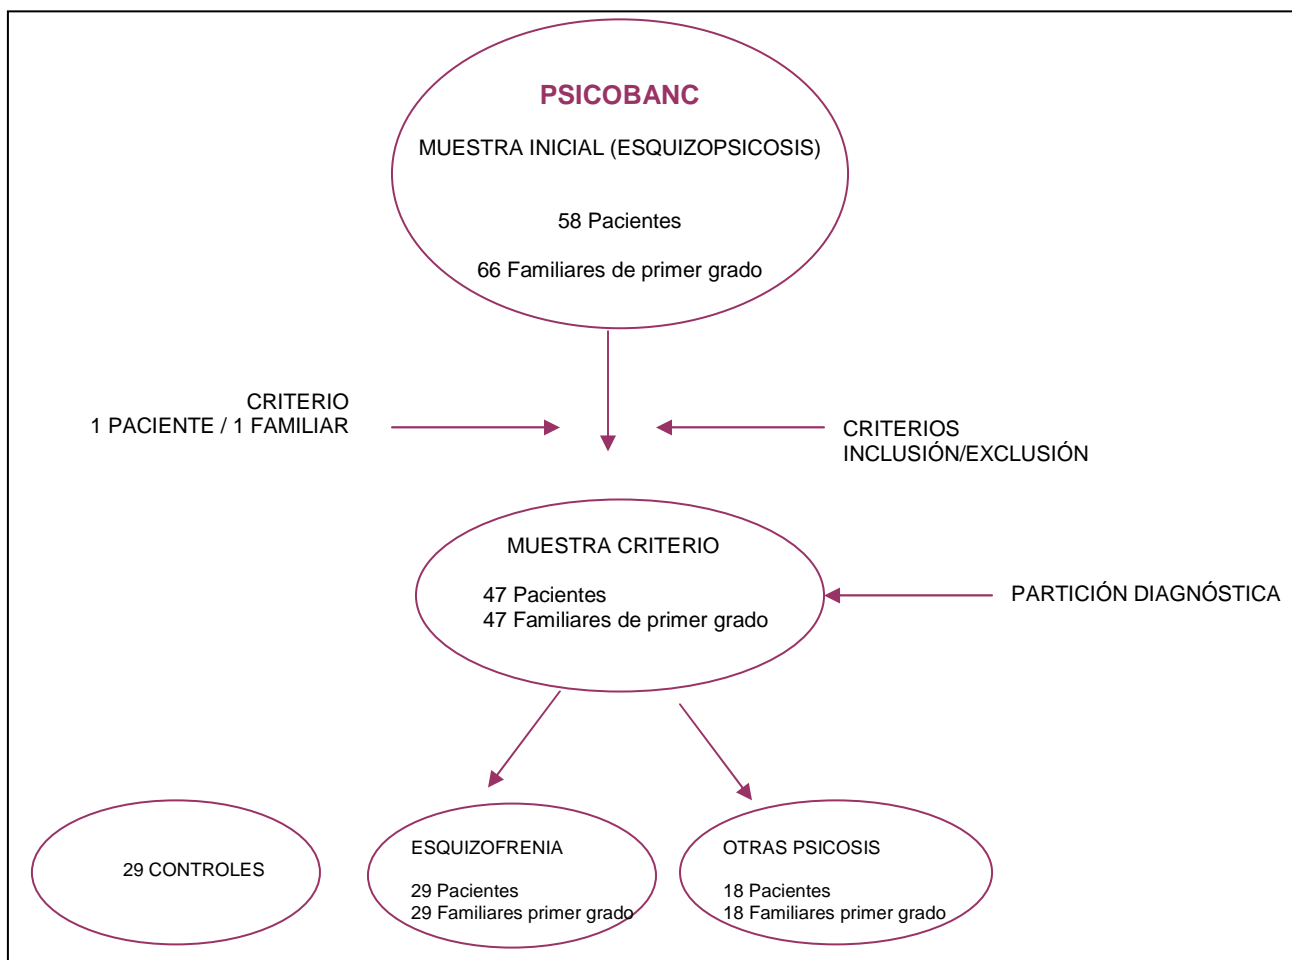 PSICOBANC
MUESTRA INICIAL (ESQUIZOPSICOSIS)
58 Pacientes
66 Familiares de primer grado
CRITERIO
1 PACIENTE / 1 FAMILIAR
CRITERIOS
INCLUSIÓN/EXCLUSIÓN
MUESTRA CRITERIO
47 Pacientes
47 Familiares de primer grado
PARTICIÓN DIAGNÓSTICA
29 CONTROLES
ESQUIZOFRENIA
29 Pacientes
29 Familiares primer grado
OTRAS PSICOSIS
18 Pacientes
18 Familiares primer grado